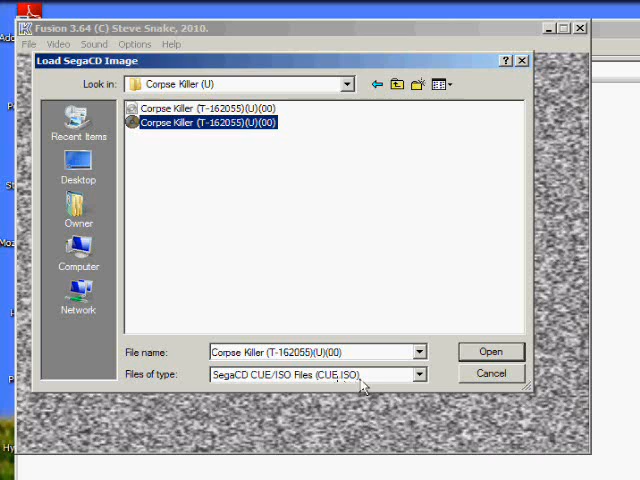 Fusion 3.64 (C) Steve Snake, 2010.
File Video Sound Options Help
Load SegaCD Image
Look in: Corpse Killer (U)
Corpse Killer (T-162055)(U)(00)
Corpse Killer (T-162055)(U)(00)
Recent Items
Desktop
Owner
Computer
Network
File name: Corpse Killer (T-162055)(U)(00) Open
Files of type: SegaCD CUE/ISO Files (CUE,ISO) Cancel